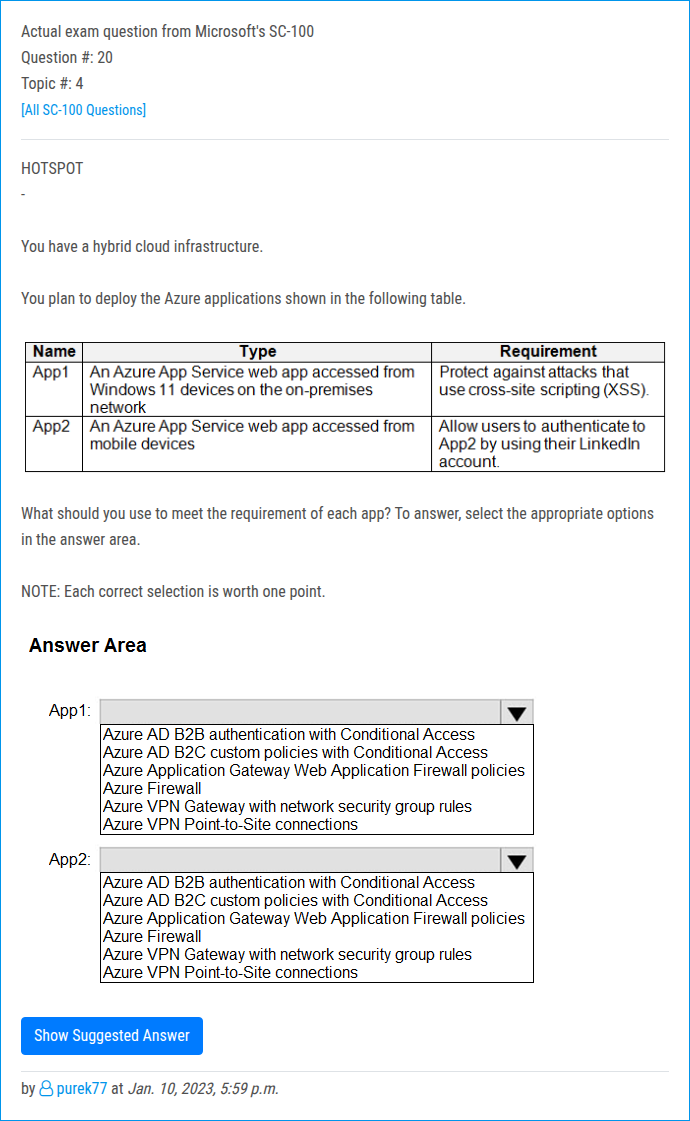 Actual exam question from Microsoft's SC-100
Question #: 20
Topic #: 4
[All SC-100 Questions]
HOTSPOT
-
You have a hybrid cloud infrastructure.
You plan to deploy the Azure applications shown in the following table.
Name Type Requirement
App1 An Azure App Service web app accessed from Protect against attacks that
Windows 11 devices on the on-premises use cross-site scripting (XSS).
network
App2 An Azure App Service web app accessed from Allow users to authenticate to
mobile devices App2 by using their LinkedIn
account.
What should you use to meet the requirement of each app? To answer, select the appropriate options
in the answer area.
NOTE: Each correct selection is worth one point.
Answer Area
App1:
Azure AD B2B authentication with Conditional Access
Azure AD B2C custom policies with Conditional Access
Azure Application Gateway Web Application Firewall policies
Azure Firewall
Azure VPN Gateway with network security group rules
Azure VPN Point-to-Site connections
App2:
Azure AD B2B authentication with Conditional Access
Azure AD B2C custom policies with Conditional Access
Azure Application Gateway Web Application Firewall policies
Azure Firewall
Azure VPN Gateway with network security group rules
Azure VPN Point-to-Site connections
Show Suggested Answer
by purek77 at Jan. 10, 2023, 5:59 p.m.